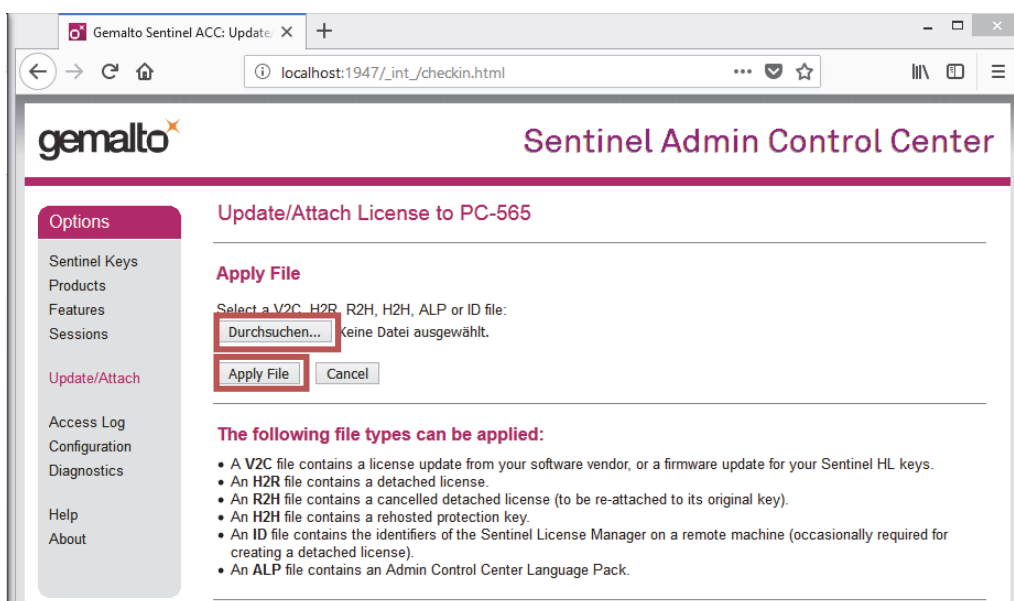 Gemalto Sentinel ACC: Update/
localhost:1947/_int_/checkin.html
gemalto
Sentinel Admin Control Center
Options
Sentinel Keys
Products
Features
Sessions
Update/Attach
Access Log
Configuration
Diagnostics
Help
About
Update/Attach License to PC-565
Apply File
Select a V2C, H2R, R2H, H2H, ALP or ID file:
Durchsuchen... Keine Datei ausgewählt.
Apply File Cancel
The following file types can be applied:
• A V2C file contains a license update from your software vendor, or a firmware update for your Sentinel HL keys.
• An H2R file contains a detached license.
• An R2H file contains a cancelled detached license (to be re-attached to its original key).
• An H2H file contains a rehosted protection key.
• An ID file contains the identifiers of the Sentinel License Manager on a remote machine (occasionally required for
creating a detached license).
• An ALP file contains an Admin Control Center Language Pack.